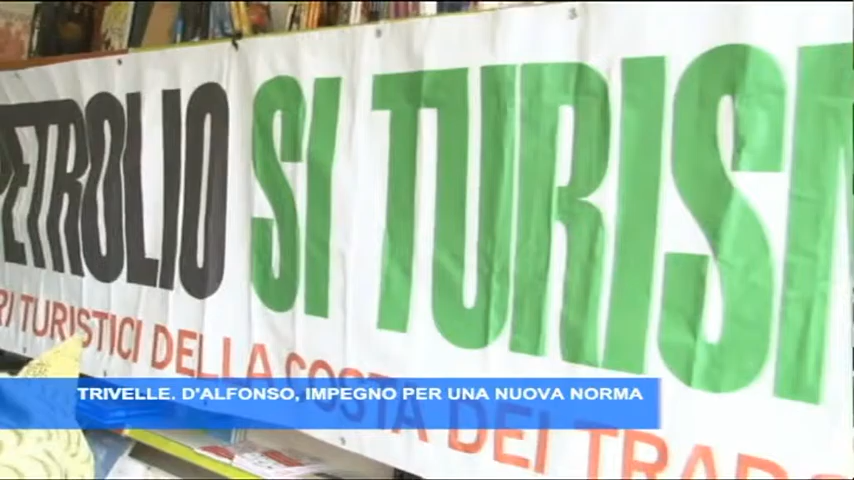 PETROLIO SI TURISM
RI TURISTICI DELLA COSTA DEI TRAB
TRIVELLE. D'ALFONSO, IMPEGNO PER UNA NUOVA NORMA